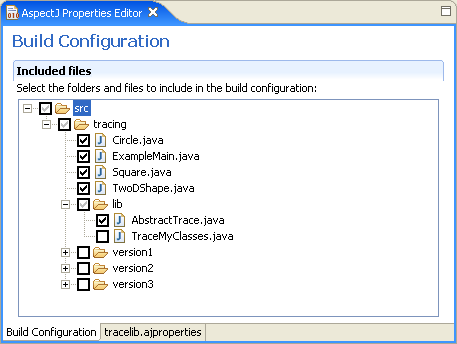 AspectJ Properties Editor
Build Configuration
Included files
Select the folders and files to include in the build configuration:
src
tracing
Circle.java
ExampleMain.java
Square.java
TwoDShape.java
lib
AbstractTrace.java
TraceMyClasses.java
version1
version2
version3
Build Configuration tracelib.ajproperties